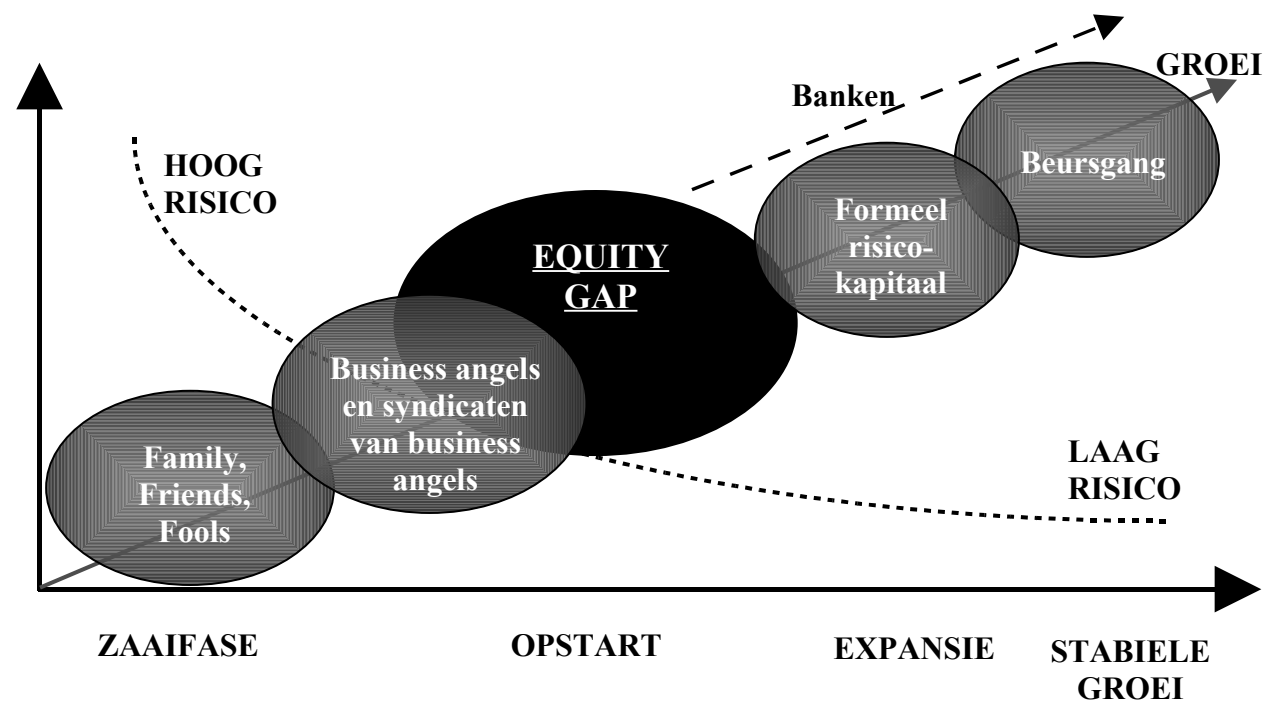 GROEI
Banken
Beursgang
HOOG
RISICO
Formeel
risico-
kapitaal
EQUITY
GAP
Business angels
en syndicaten
van business
angels
Family,
Friends,
Fools
LAAG
RISICO
ZAAIFASE
OPSTART
EXPANSIE
STABIELE
GROEI